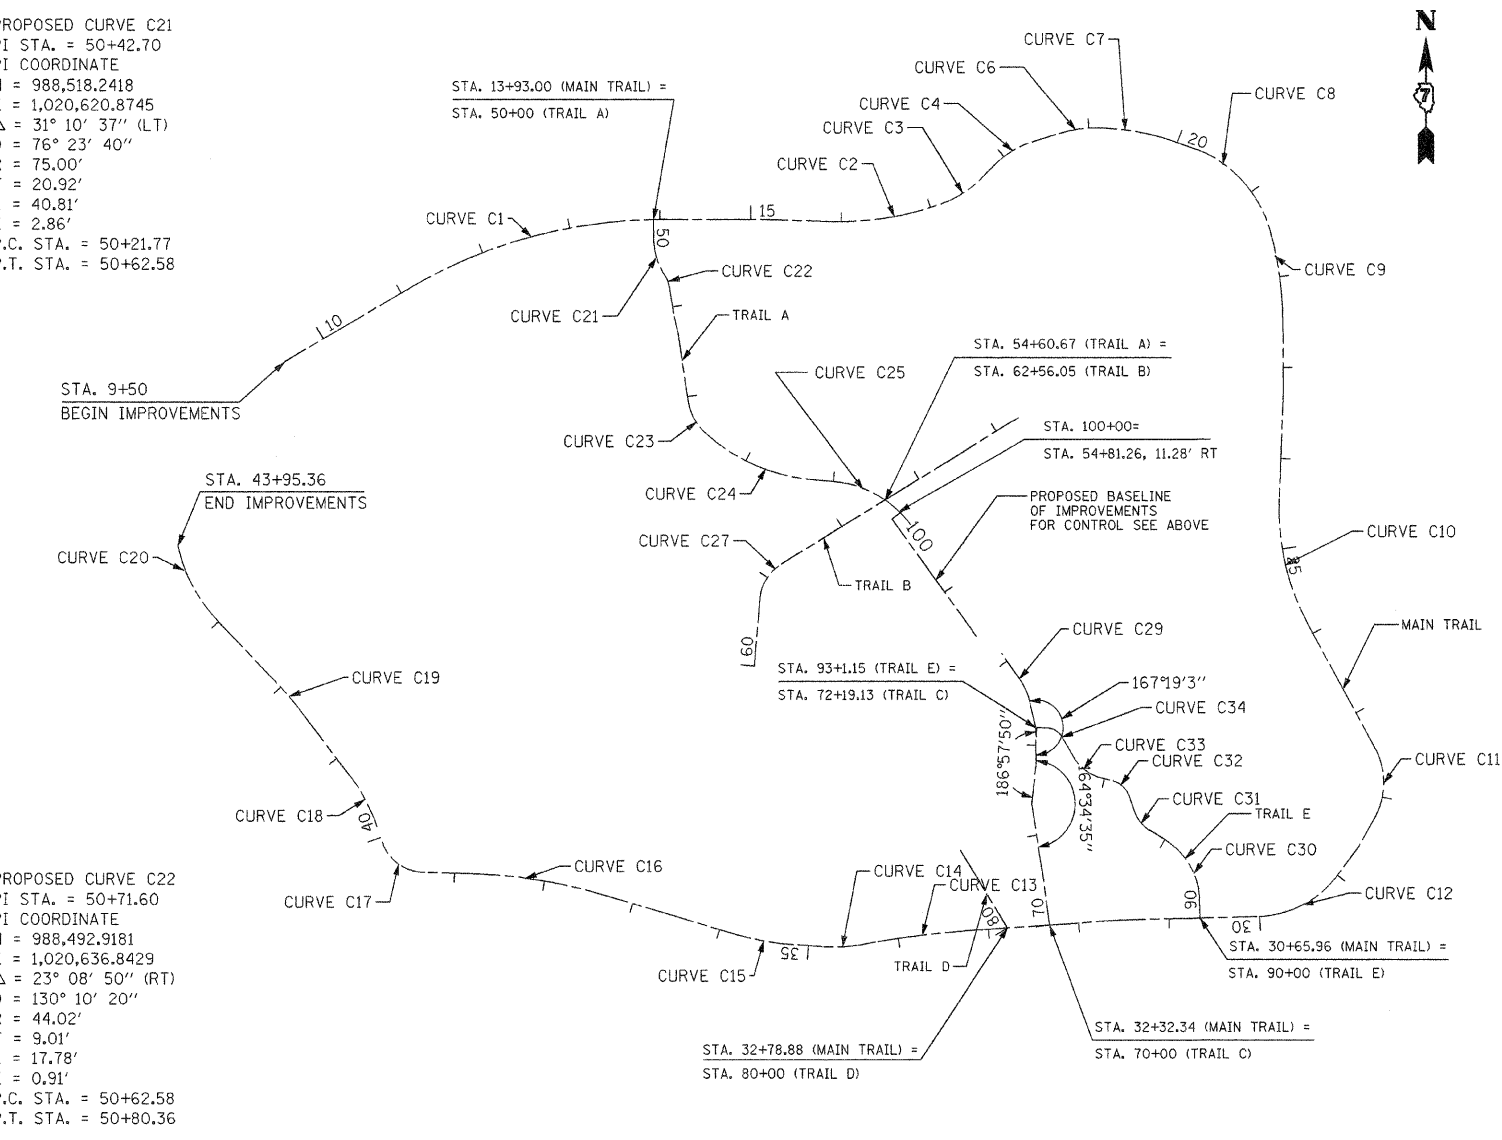 PROPOSED CURVE C21
PI STA. = 50+42.70
PI COORDINATE
N = 988,518.2418
E = 1,020,620.8745
Δ = 31° 10' 37" (LT)
D = 76° 23' 40"
R = 75.00'
T = 20.92'
L = 40.81'
E = 2.86'
P.C. STA. = 50+21.77
P.T. STA. = 50+62.58
N
7
CURVE C7
CURVE C6
CURVE C8
STA. 13+93.00 (MAIN TRAIL) =
STA. 50+00 (TRAIL A)
CURVE C4
CURVE C3
20
CURVE C2
CURVE C1
15
50
CURVE C22
CURVE C9
CURVE C21
TRAIL A
10
STA. 54+60.67 (TRAIL A) =
STA. 62+56.05 (TRAIL B)
CURVE C25
STA. 9+50
BEGIN IMPROVEMENTS
STA. 100+00=
STA. 54+81.26, 11.28' RT
CURVE C23
STA. 43+95.36
END IMPROVEMENTS
CURVE C24
PROPOSED BASELINE
OF IMPROVEMENTS
FOR CONTROL SEE ABOVE
100
CURVE C10
CURVE C27
CURVE C20
25
TRAIL B
MAIN TRAIL
CURVE C29
60
STA. 93+1.15 (TRAIL E) =
STA. 72+19.13 (TRAIL C)
CURVE C19
167°19'3"
CURVE C34
186°57'50"
CURVE C33
CURVE C32
CURVE C11
164°34'35"
CURVE C31
TRAIL E
CURVE C18
40
CURVE C30
CURVE C16
CURVE C14
CURVE C13
CURVE C12
CURVE C17
PROPOSED CURVE C22
PI STA. = 50+71.60
PI COORDINATE
N = 988,492.9181
E = 1,020,636.8429
Δ = 23° 08' 50" (RT)
D = 130° 10' 20"
R = 44.02'
T = 9.01'
L = 17.78'
E = 0.91'
P.C. STA. = 50+62.58
P.T. STA. = 50+80.36
80
70
90
30
35
STA. 30+65.96 (MAIN TRAIL) =
STA. 90+00 (TRAIL E)
TRAIL D
CURVE C15
STA. 32+32.34 (MAIN TRAIL) =
STA. 70+00 (TRAIL C)
STA. 32+78.88 (MAIN TRAIL) =
STA. 80+00 (TRAIL D)